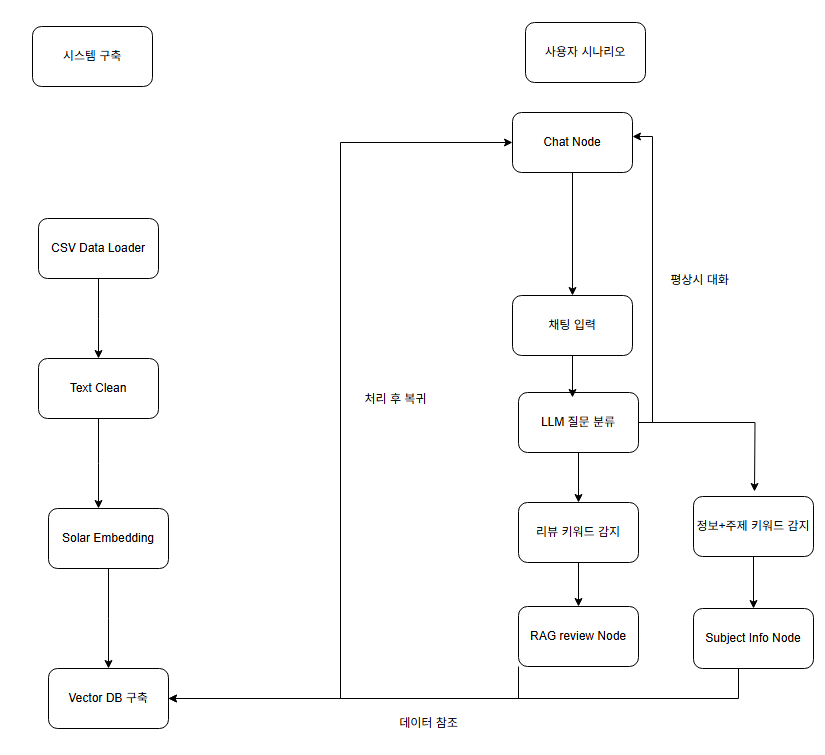 시스템 구축
사용자 시나리오
Chat Node
CSV Data Loader
평상시 대화
채팅 입력
Text Clean
처리 후 복귀
LLM 질문 분류
Solar Embedding
리뷰 키워드 감지
정보+주제 키워드 감지
RAG review Node
Subject Info Node
Vector DB 구축
데이터 참조